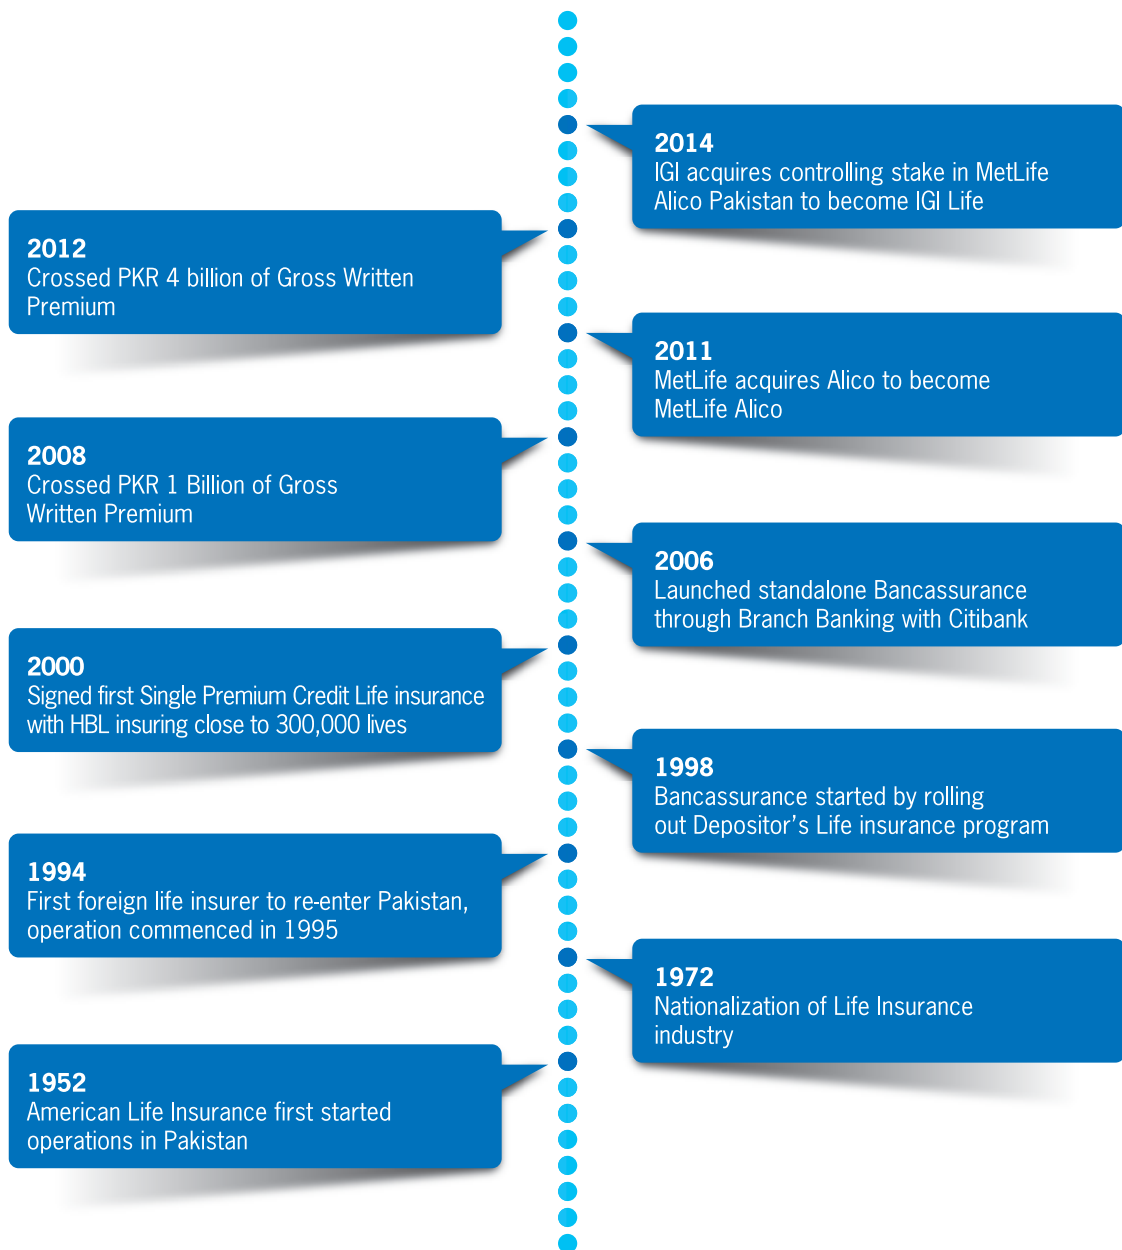 2014
IGI acquires controlling stake in MetLife
Alico Pakistan to become IGI Life
2012
Crossed PKR 4 billion of Gross Written
Premium
2011
MetLife acquires Alico to become
MetLife Alico
2008
Crossed PKR 1 Billion of Gross
Written Premium
2006
Launched standalone Bancassurance
through Branch Banking with Citibank
2000
Signed first Single Premium Credit Life insurance
with HBL insuring close to 300,000 lives
1998
Bancassurance started by rolling
out Depositor’s Life insurance program
1994
First foreign life insurer to re-enter Pakistan,
operation commenced in 1995
1972
Nationalization of Life Insurance
industry
1952
American Life Insurance first started
operations in Pakistan